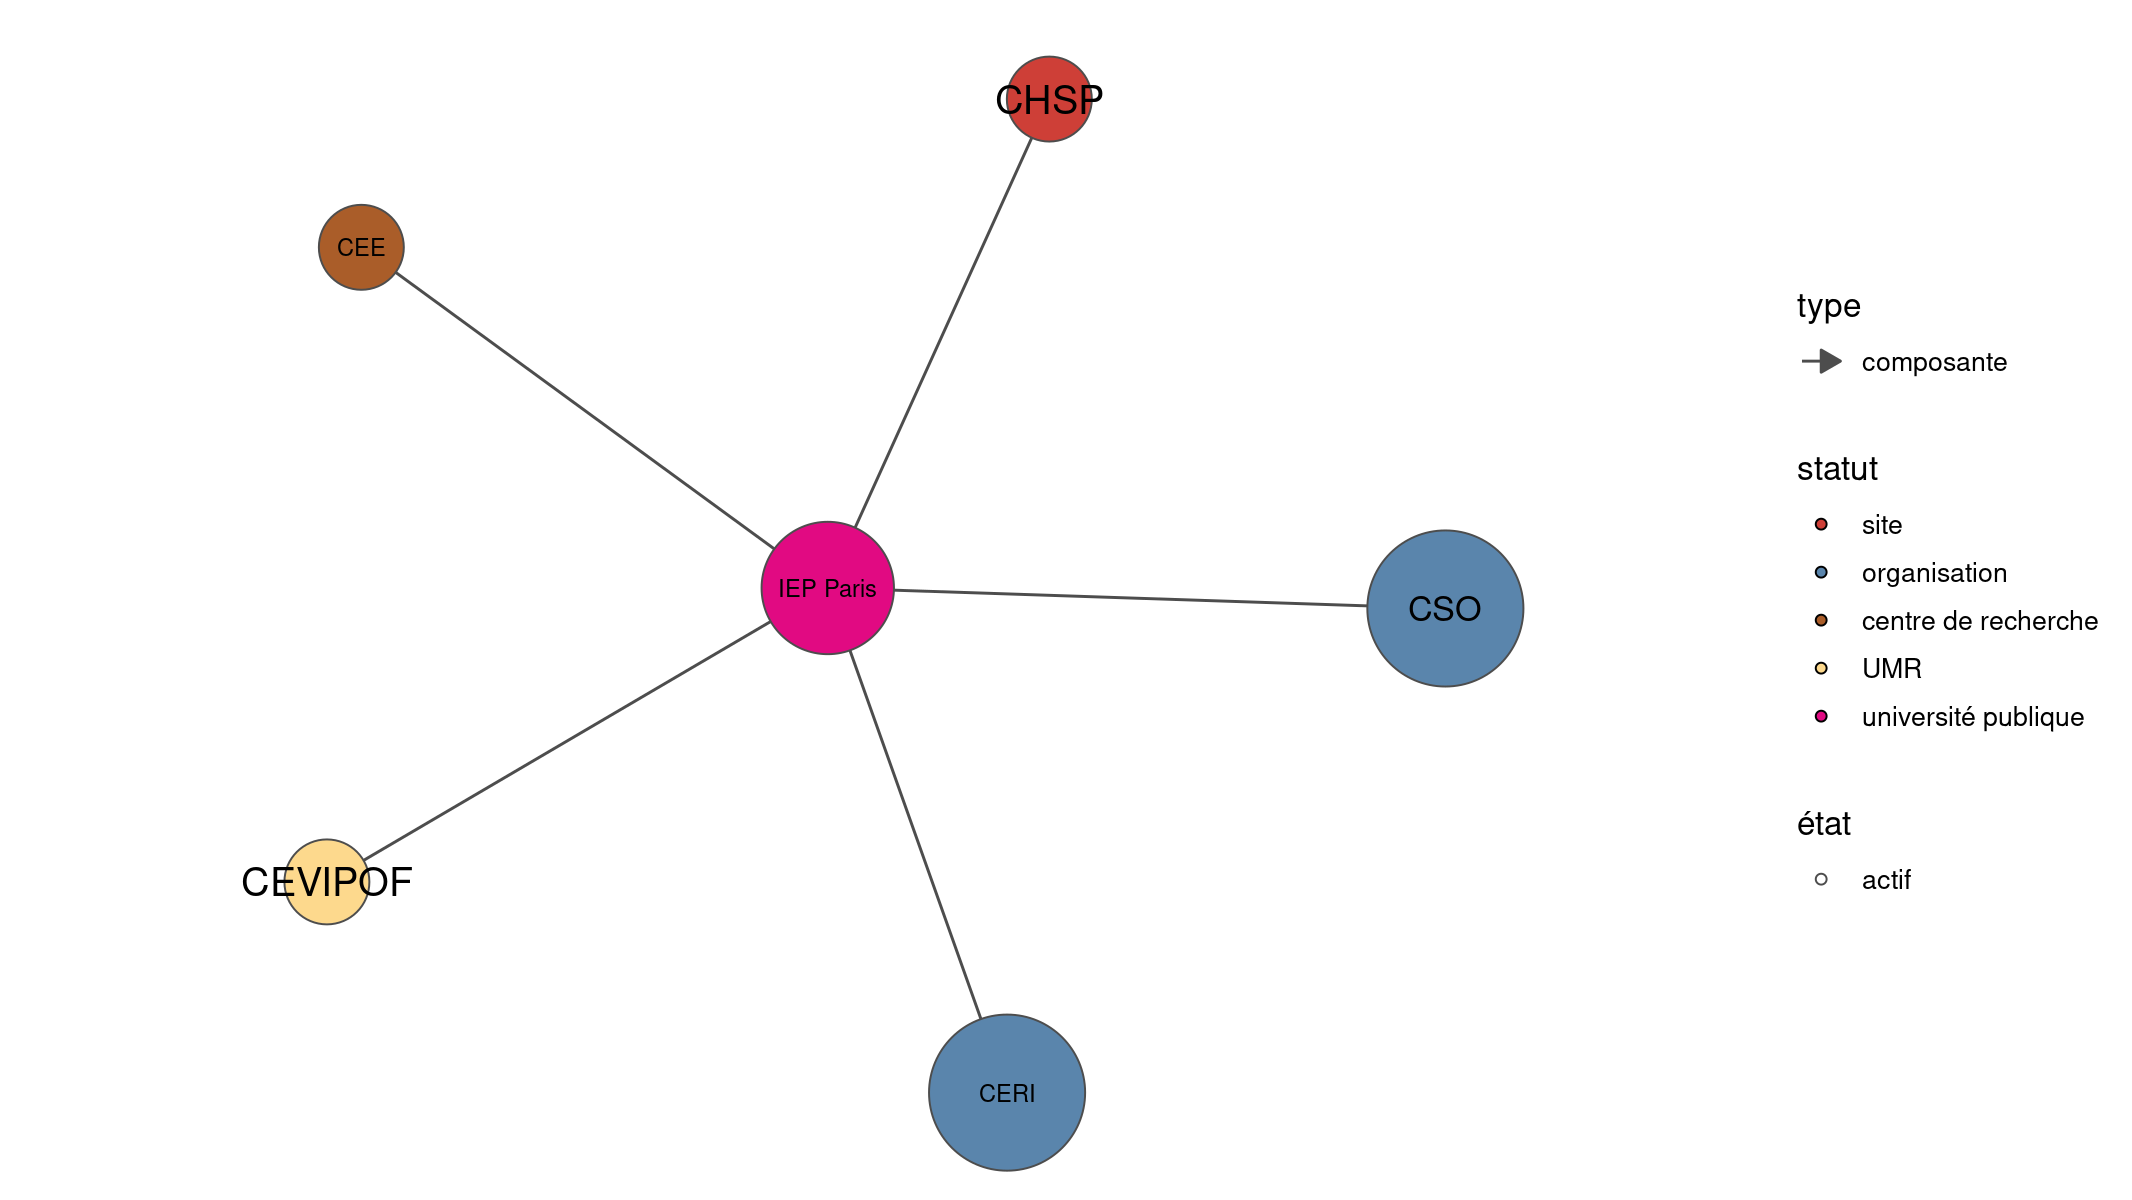 CHSP
CEE
IEP Paris
CSO
CEVIPOF
CERI
type
composante
statut
site
organisation
centre de recherche
UMR
université publique
état
actif